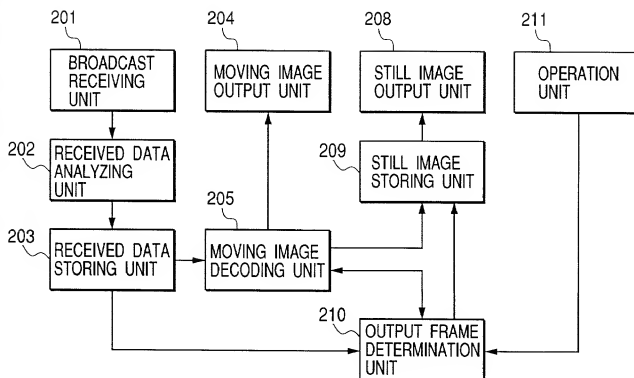 201
BROADCAST
RECEIVING
UNIT
204
MOVING IMAGE
OUTPUT UNIT
208
STILL IMAGE
OUTPUT UNIT
211
OPERATION
UNIT
202
RECEIVED DATA
ANALYZING
UNIT
209
STILL IMAGE
STORING UNIT
203
RECEIVED DATA
STORING UNIT
205
MOVING IMAGE
DECODING UNIT
210
OUTPUT FRAME
DETERMINATION
UNIT